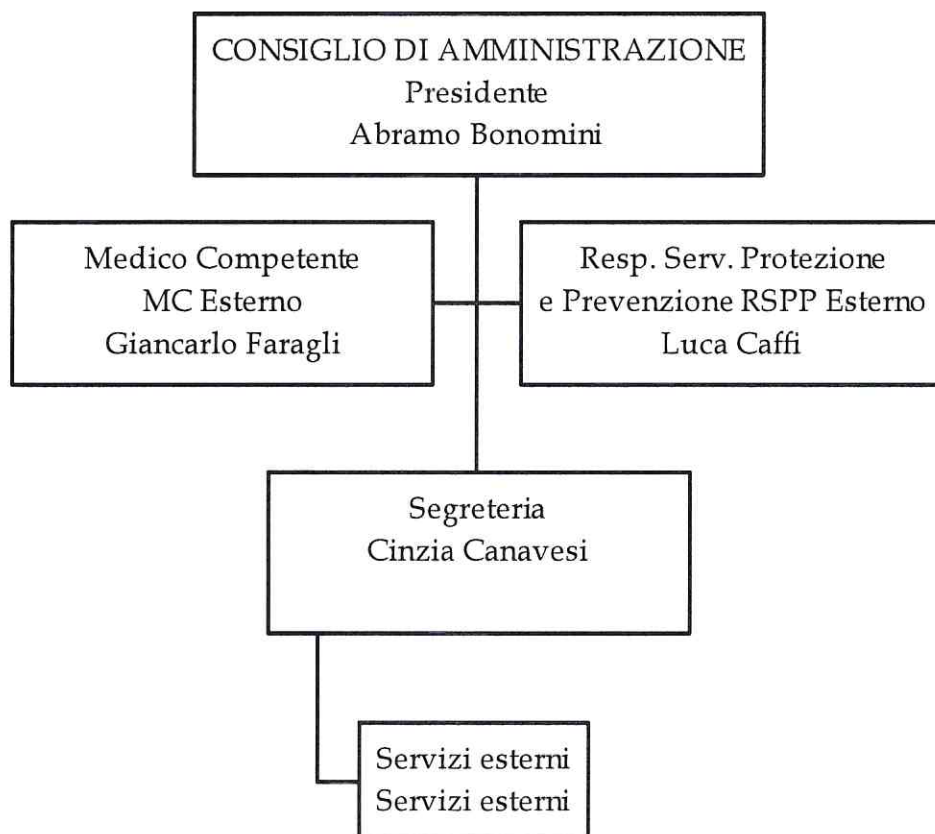 CONSIGLIO DI AMMINISTRAZIONE
Presidente
Abramo Bonomini
Medico Competente
MC Esterno
Giancarlo Faragli
Resp. Serv. Protezione
e Prevenzione RSPP Esterno
Luca Caffi
Segreteria
Cinzia Canavesi
Servizi esterni
Servizi esterni